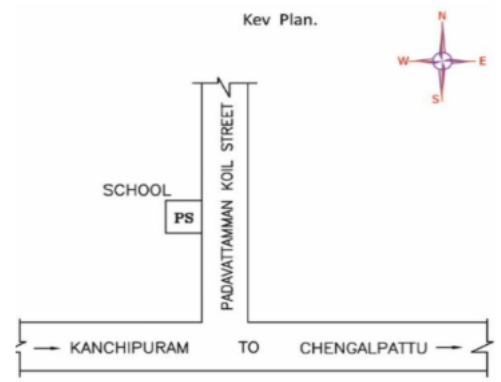 Kev Plan.
N
W E
S
PADAVATTAMMAN KOIL STREET
SCHOOL
PS
KANCHIPURAM TO CHENGALPATTU